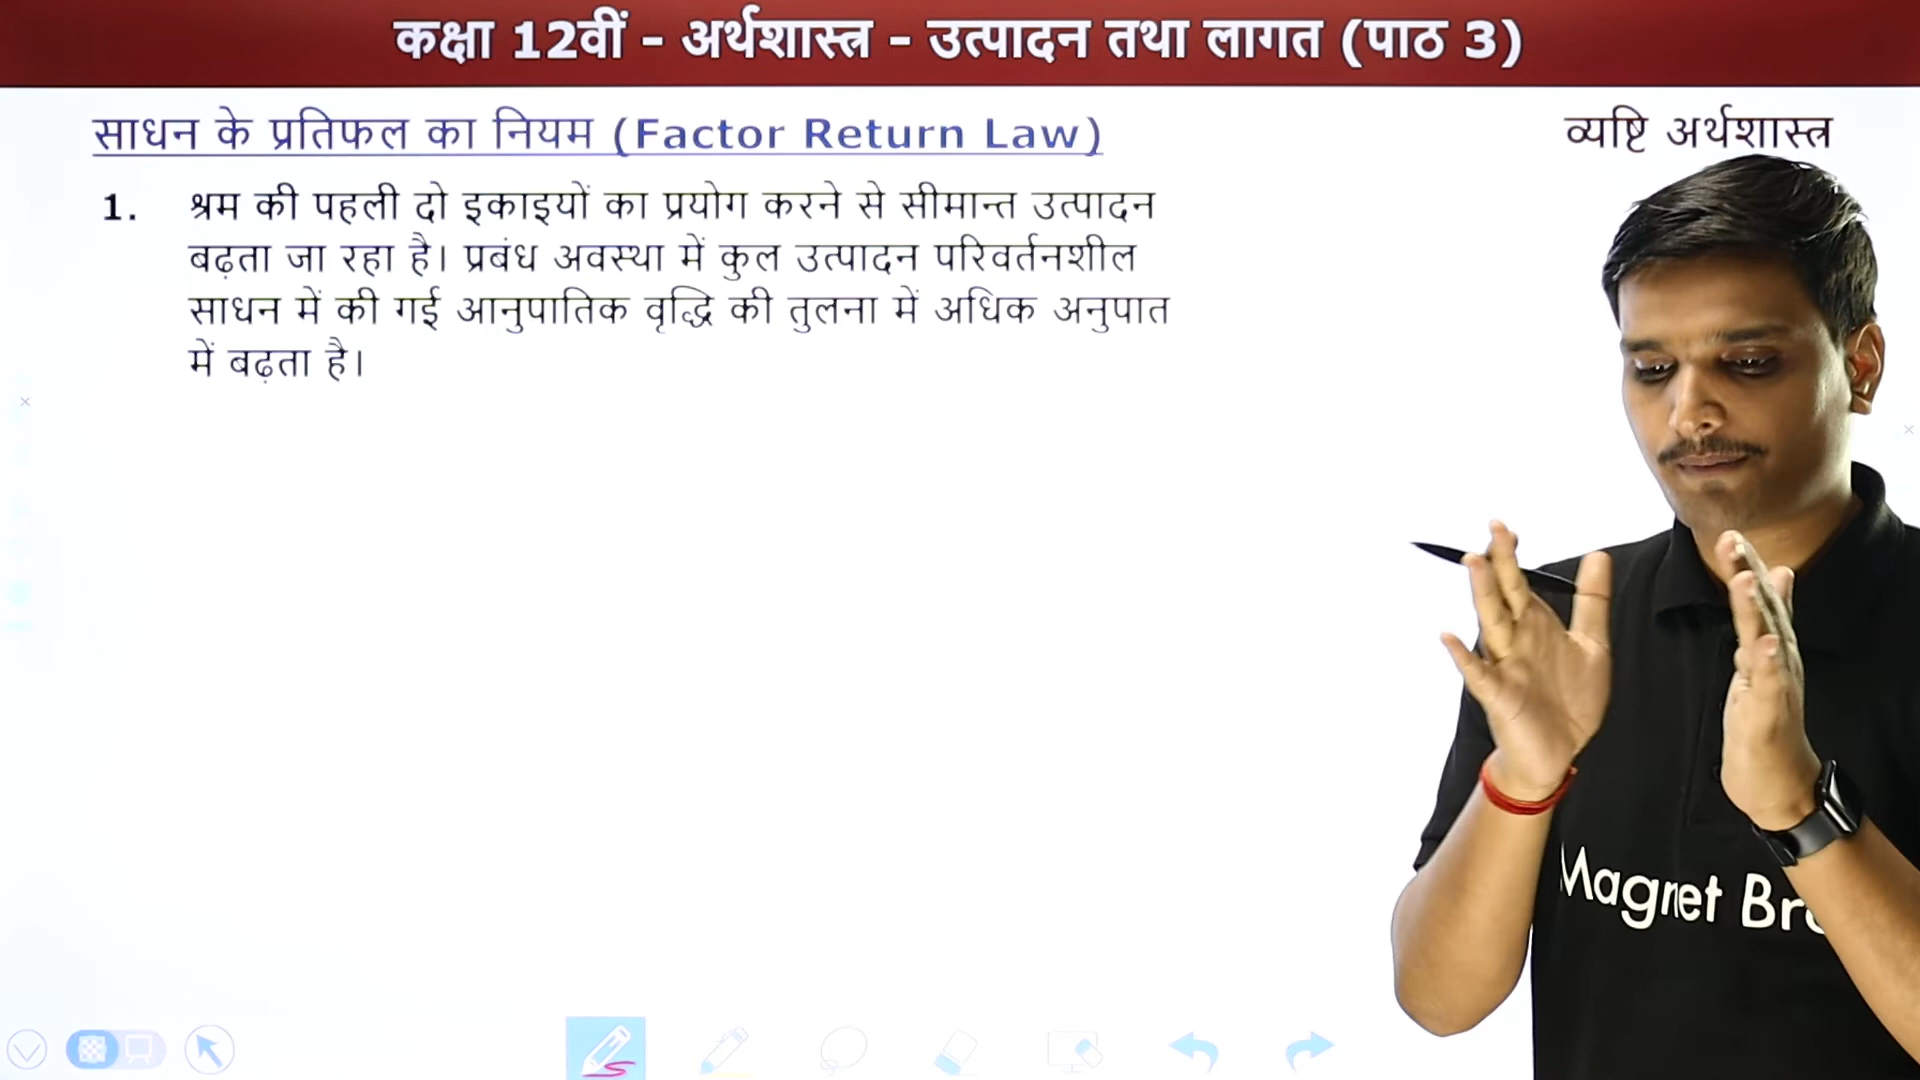 कक्षा 12वीं - अर्थशास्त्र - उत्पादन तथा लागत (पाठ 3)
साधन के प्रतिफल का नियम (Factor Return Law)
व्यष्टि अर्थशास्त्र
1. श्रम की पहली दो इकाइयों का प्रयोग करने से सीमान्त उत्पादन
बढ़ता जा रहा है। प्रबंध अवस्था में कुल उत्पादन परिवर्तनशील
साधन में की गई आनुपातिक वृद्धि की तुलना में अधिक अनुपात
में बढ़ता है।
Magnet Br